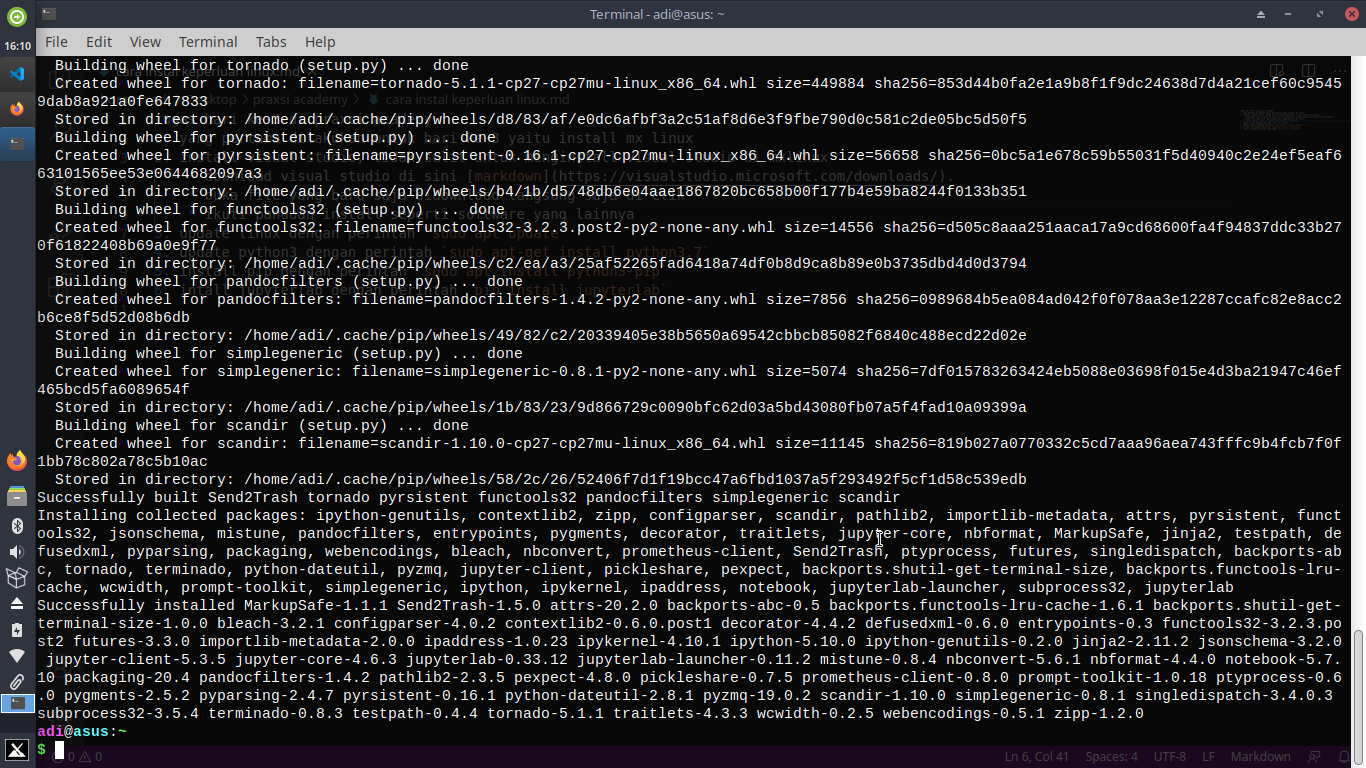 Terminal - adi@asus: ~
16:10
File Edit View Terminal Tabs Help
  Building wheel for tornado (setup.py) ... done
  Created wheel for tornado: filename=tornado-5.1.1-cp27-cp27mu-linux_x86_64.whl size=449884 sha256=853d44b0fa2e1a9b8f1f9dc24638d7d4a21cef60c9545
9dab8a921a0fe647833
  Stored in directory: /home/adi/.cache/pip/wheels/d8/83/af/e0dc6afbf3a2c51af8d6e3f9fbe790d0c581c2de05bc5d50f5
  Building wheel for pyrsistent (setup.py) ... done
  Created wheel for pyrsistent: filename=pyrsistent-0.16.1-cp27-cp27mu-linux_x86_64.whl size=56658 sha256=0bc5a1e678c59b55031f5d40940c2e24ef5eaf6
63101565ee53e0644682097a3
  Stored in directory: /home/adi/.cache/pip/wheels/b4/1b/d5/48db6e04aae1867820bc658b00f177b4e59ba8244f0133b351
  Building wheel for functools32 (setup.py) ... done
  Created wheel for functools32: filename=functools32-3.2.3.post2-py2-none-any.whl size=14556 sha256=d505c8aaa251aaca17a9cd68600fa4f94837ddc33b27
0f61822408b69a0e9f77
  Stored in directory: /home/adi/.cache/pip/wheels/c2/ea/a3/25af52265fad6418a74df0b8d9ca8b89e0b3735dbd4d0d3794
  Building wheel for pandocfilters (setup.py) ... done
  Created wheel for pandocfilters: filename=pandocfilters-1.4.2-py2-none-any.whl size=7856 sha256=0989684b5ea084ad042f0f078aa3e12287ccafc82e8acc2
b6ce8f5d52d08b6db
  Stored in directory: /home/adi/.cache/pip/wheels/49/82/c2/20339405e38b5650a69542cbbcb85082f6840c488ecd22d02e
  Building wheel for simplegeneric (setup.py) ... done
  Created wheel for simplegeneric: filename=simplegeneric-0.8.1-py2-none-any.whl size=5074 sha256=7df015783263424eb5088e03698f015e4d3ba21947c46ef
465bcd5fa6089654f
  Stored in directory: /home/adi/.cache/pip/wheels/1b/83/23/9d866729c0090bfc62d03a5bd43080fb07a5f4fad10a09399a
  Building wheel for scandir (setup.py) ... done
  Created wheel for scandir: filename=scandir-1.10.0-cp27-cp27mu-linux_x86_64.whl size=11145 sha256=819b027a0770332c5cd7aaa96aea743fffc9b4fcb7f0f
1bb78c802a78c5b10ac
  Stored in directory: /home/adi/.cache/pip/wheels/58/2c/26/52406f7d1f19bcc47a6fbd1037a5f293492f5cf1d58c539edb
Successfully built Send2Trash tornado pyrsistent functools32 pandocfilters simplegeneric scandir
Installing collected packages: ipython-genutils, contextlib2, zipp, configparser, scandir, pathlib2, importlib-metadata, attrs, pyrsistent, funct
ools32, jsonschema, mistune, pandocfilters, entrypoints, pygments, decorator, traitlets, jupyter-core, nbformat, MarkupSafe, jinja2, testpath, de
fusedxml, pyparsing, packaging, webencodings, bleach, nbconvert, prometheus-client, Send2Trash, ptyprocess, futures, singledispatch, backports-ab
c, tornado, terminado, python-dateutil, pyzmq, jupyter-client, pickleshare, pexpect, backports.shutil-get-terminal-size, backports.functools-lru-
cache, wcwidth, prompt-toolkit, simplegeneric, ipython, ipykernel, ipaddress, notebook, jupyterlab-launcher, subprocess32, jupyterlab
Successfully installed MarkupSafe-1.1.1 Send2Trash-1.5.0 attrs-20.2.0 backports-abc-0.5 backports.functools-lru-cache-1.6.1 backports.shutil-get-
terminal-size-1.0.0 bleach-3.2.1 configparser-4.0.2 contextlib2-0.6.0.post1 decorator-4.4.2 defusedxml-0.6.0 entrypoints-0.3 functools32-3.2.3.po
st2 futures-3.3.0 importlib-metadata-2.0.0 ipaddress-1.0.23 ipykernel-4.10.1 ipython-5.10.0 ipython-genutils-0.2.0 jinja2-2.11.2 jsonschema-3.2.0
 jupyter-client-5.3.5 jupyter-core-4.6.3 jupyterlab-0.33.12 jupyterlab-launcher-0.11.2 mistune-0.8.4 nbconvert-5.6.1 nbformat-4.4.0 notebook-5.7.
10 packaging-20.4 pandocfilters-1.4.2 pathlib2-2.3.5 pexpect-4.8.0 pickleshare-0.7.5 prometheus-client-0.8.0 prompt-toolkit-1.0.18 ptyprocess-0.6
.0 pygments-2.5.2 pyparsing-2.4.7 pyrsistent-0.16.1 python-dateutil-2.8.1 pyzmq-19.0.2 scandir-1.10.0 simplegeneric-0.8.1 singledispatch-3.4.0.3
subprocess32-3.5.4 terminado-0.8.3 testpath-0.4.4 tornado-5.1.1 traitlets-4.3.3 wcwidth-0.2.5 webencodings-0.5.1 zipp-1.2.0
adi@asus:~
$
0 0 Ln 6, Col 41 Spaces: 4 UTF-8 LF Markdown